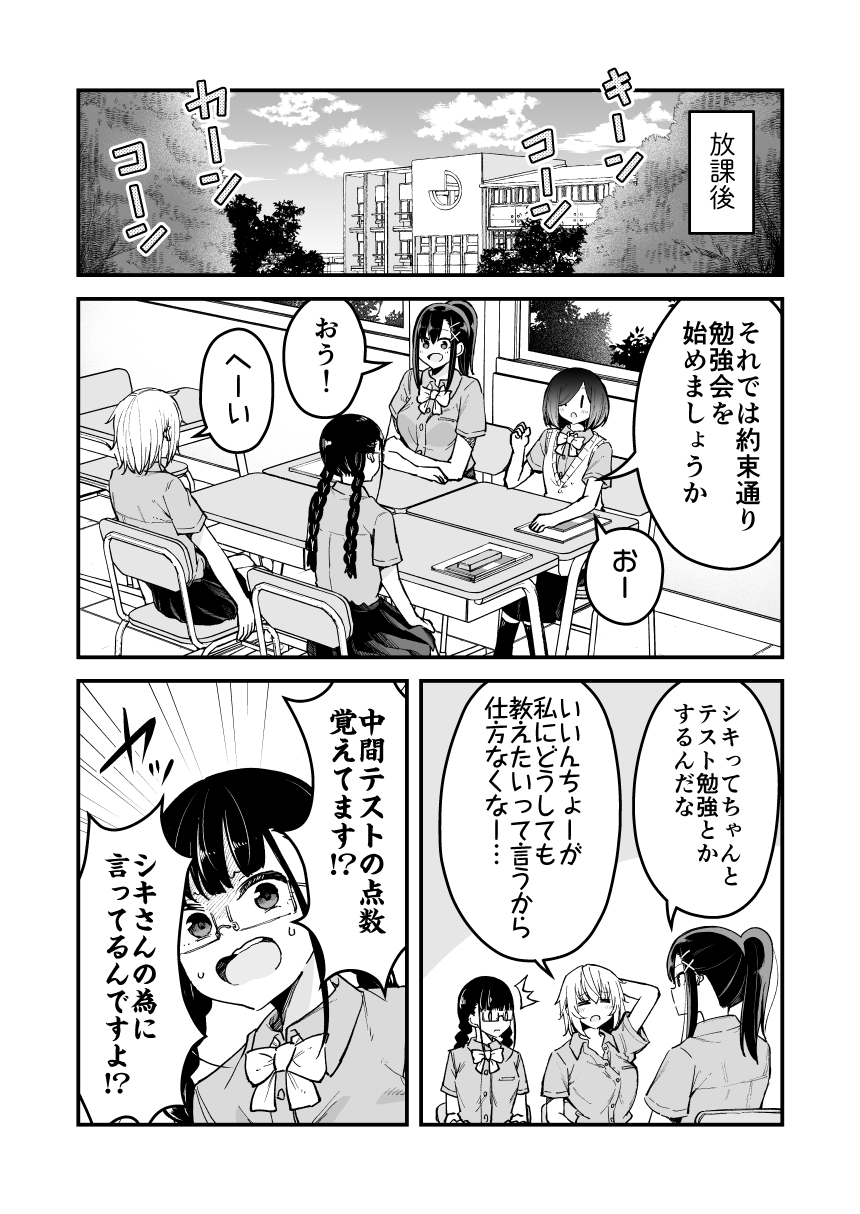 放課後
キーン
コーン
カーン
コーン
それでは約束通り
勉強会を
始めましょうか
おー
おう！
へーい
シキってちゃんと
テスト勉強とか
するんだな
いいんちょーが
私にどうしても
教えたいって言うから
仕方なくなー…
中間テストの点数
覚えてます!?
メッ
シキさんの為に
言ってるんですよ!?